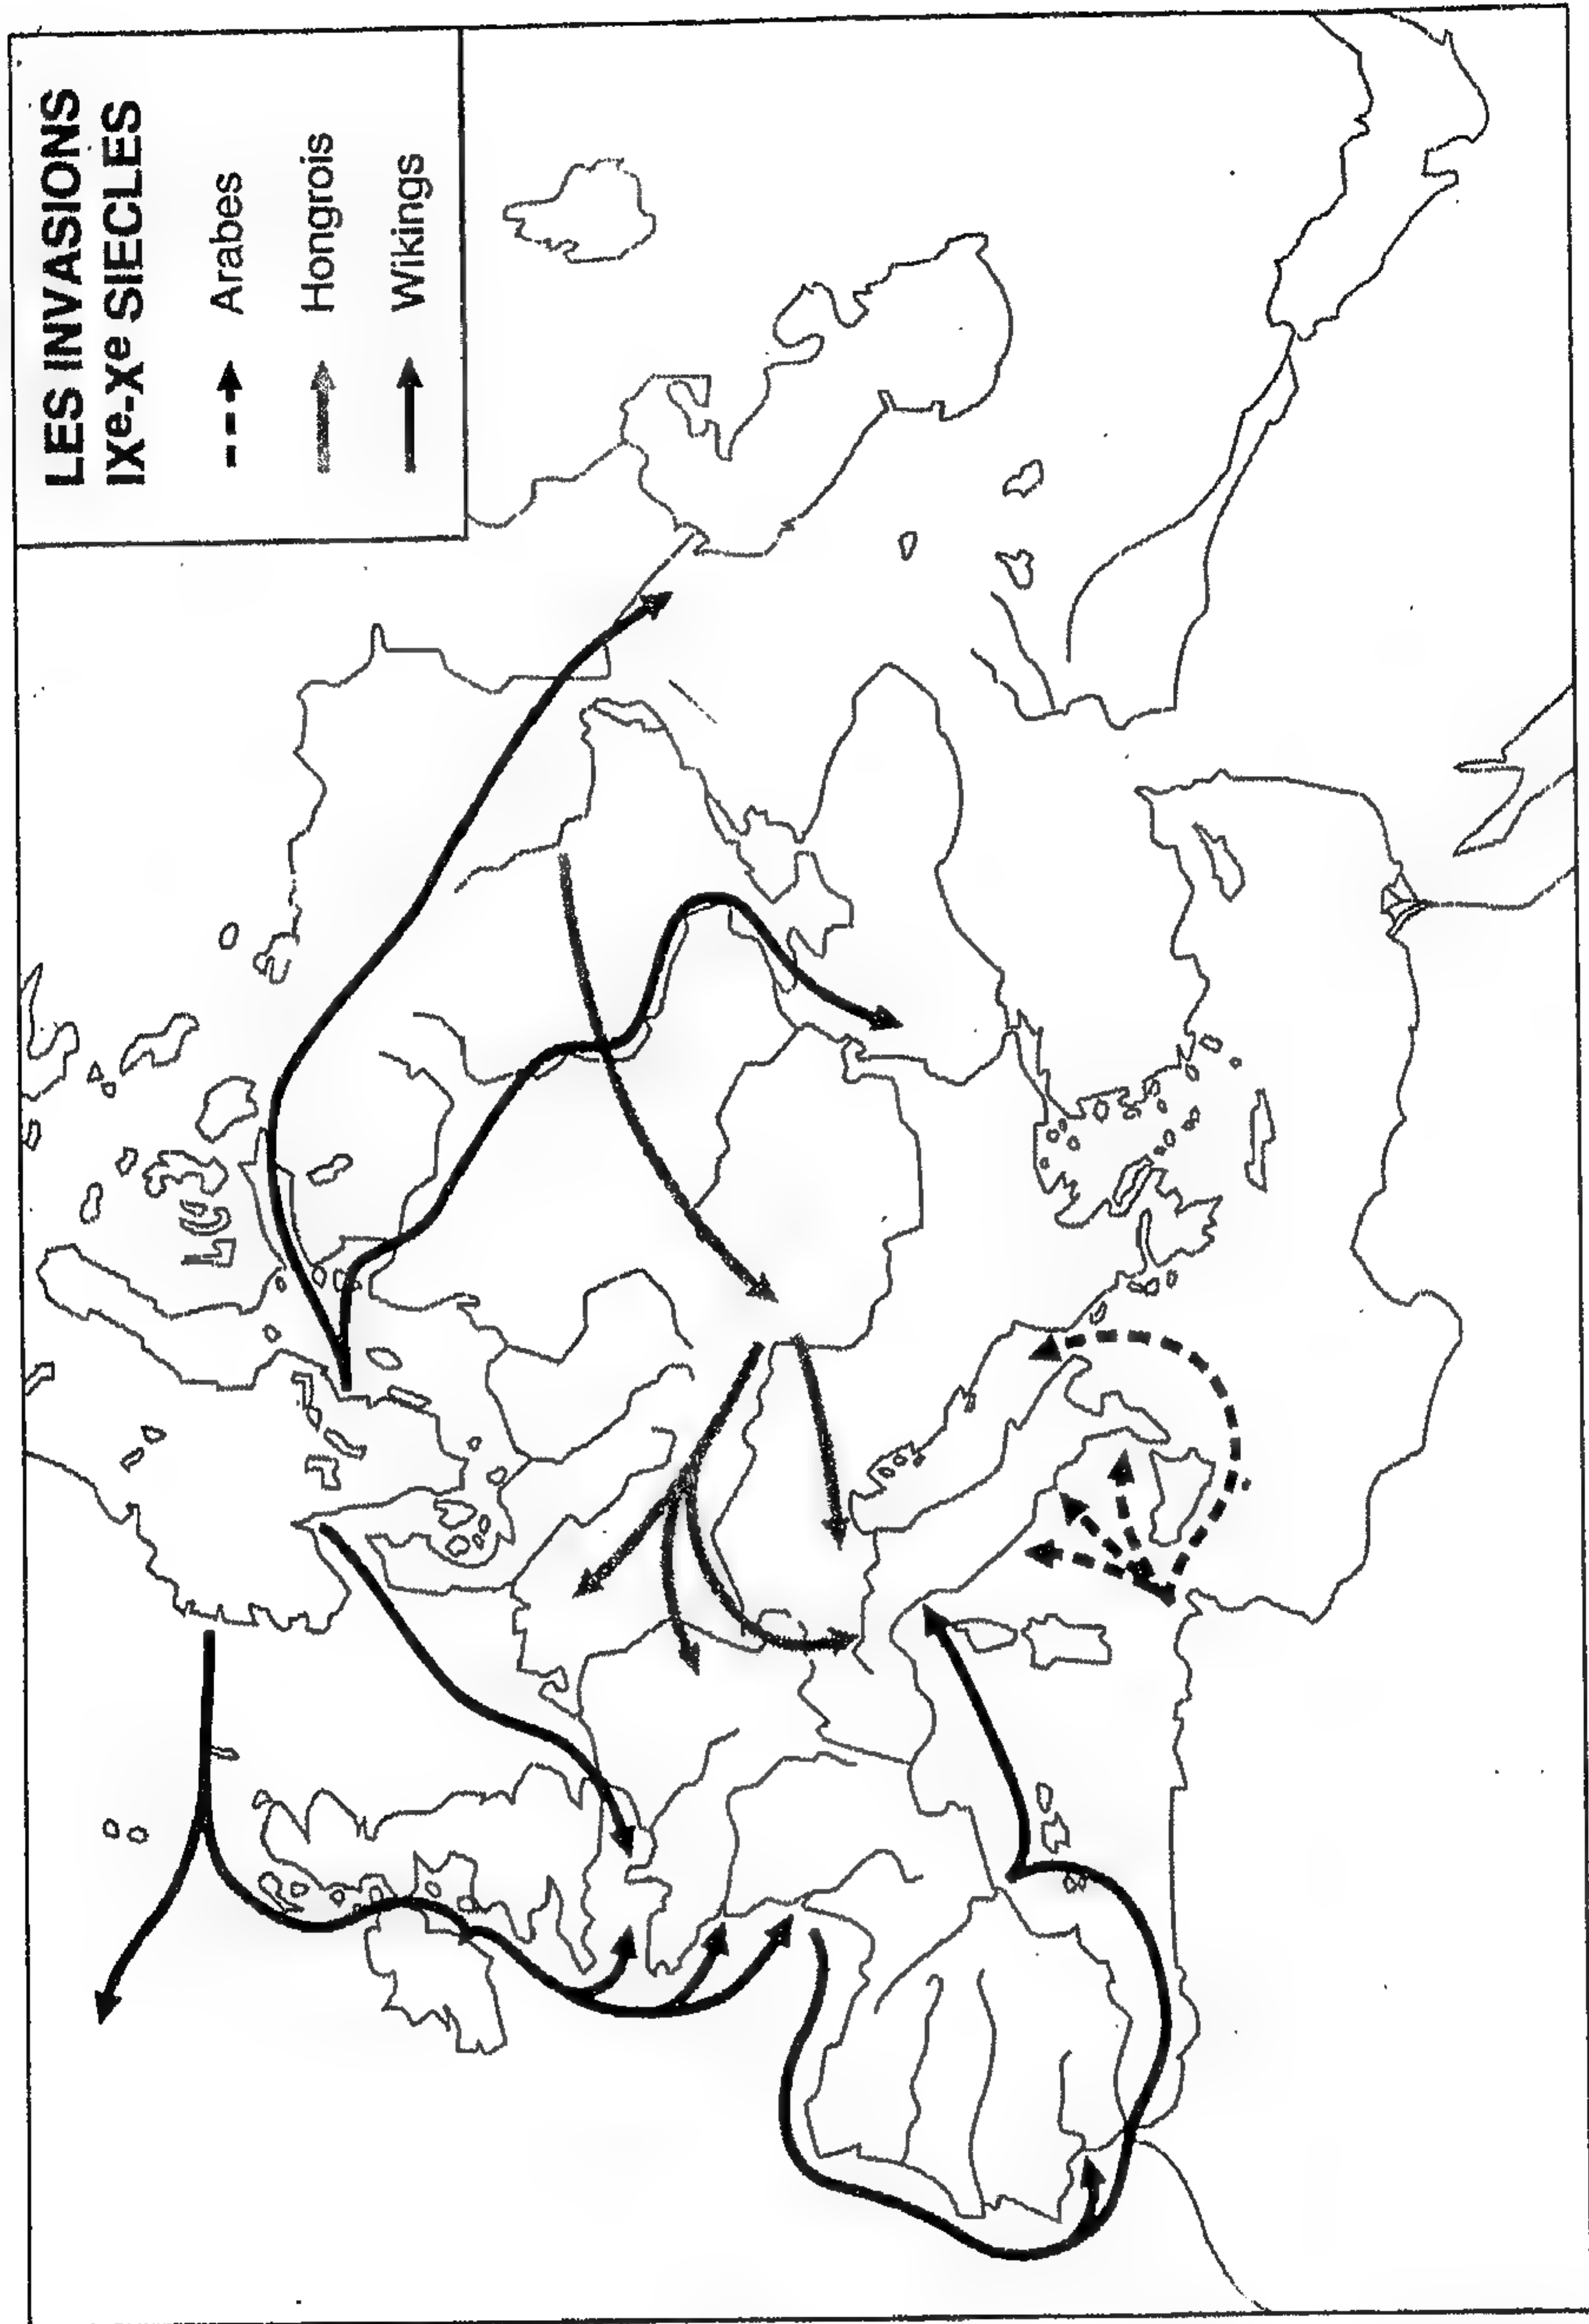 LES INVASIONS
IXe-Xe SIECLES
Arabes
Hongrois
Wikings